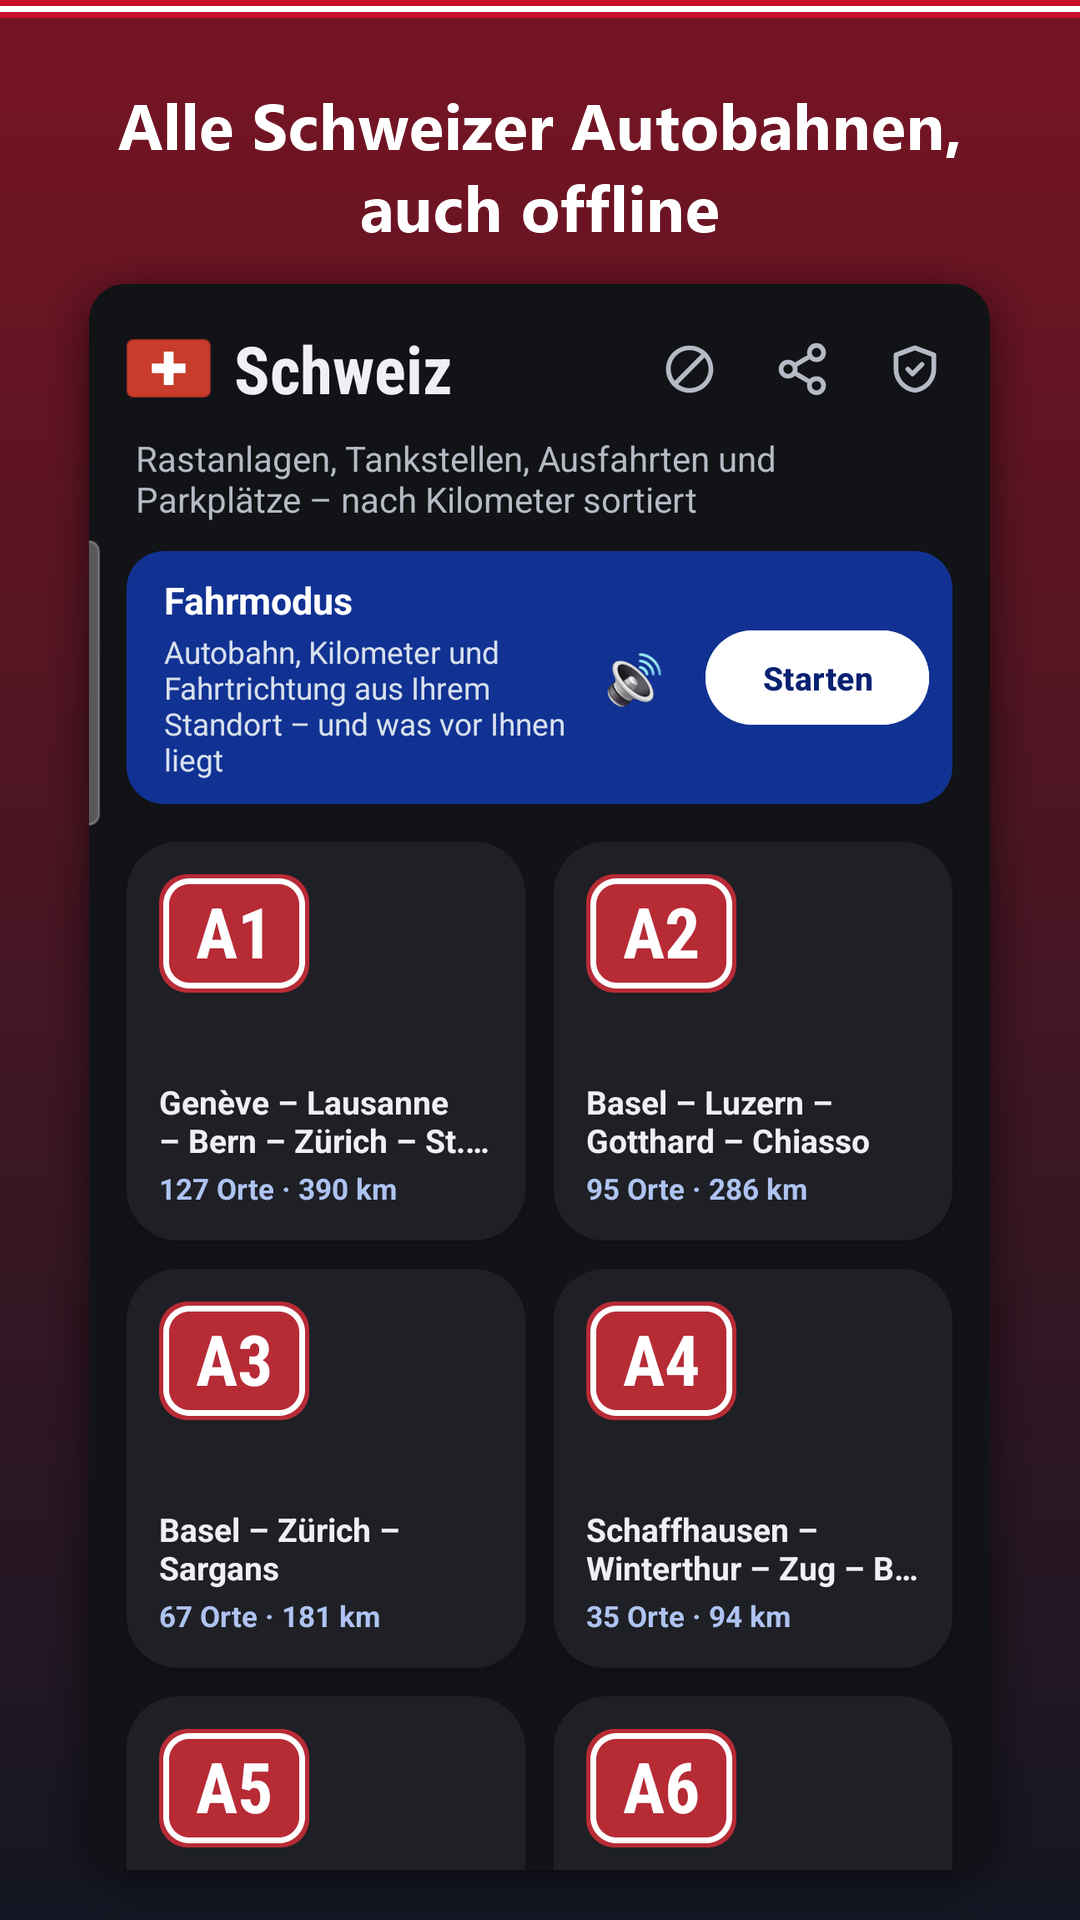 Alle Schweizer Autobahnen,
auch offline
Schweiz
Rastanlagen, Tankstellen, Ausfahrten und
Parkplätze – nach Kilometer sortiert
Fahrmodus
Autobahn, Kilometer und
Fahrtrichtung aus Ihrem
Standort – und was vor Ihnen
liegt
Starten
A1
Genève – Lausanne
– Bern – Zürich – St.…
127 Orte · 390 km
A2
Basel – Luzern –
Gotthard – Chiasso
95 Orte · 286 km
A3
Basel – Zürich –
Sargans
67 Orte · 181 km
A4
Schaffhausen –
Winterthur – Zug – B…
35 Orte · 94 km
A5
A6